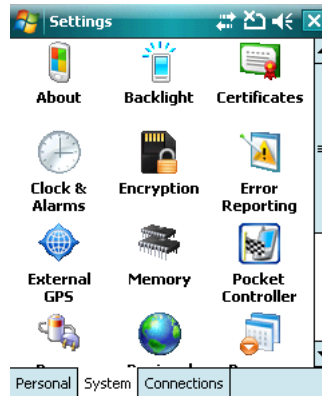 Settings
About Backlight Certificates
Clock & Encryption Error
Alarms Reporting
External Memory Pocket
GPS Controller
Personal System Connections